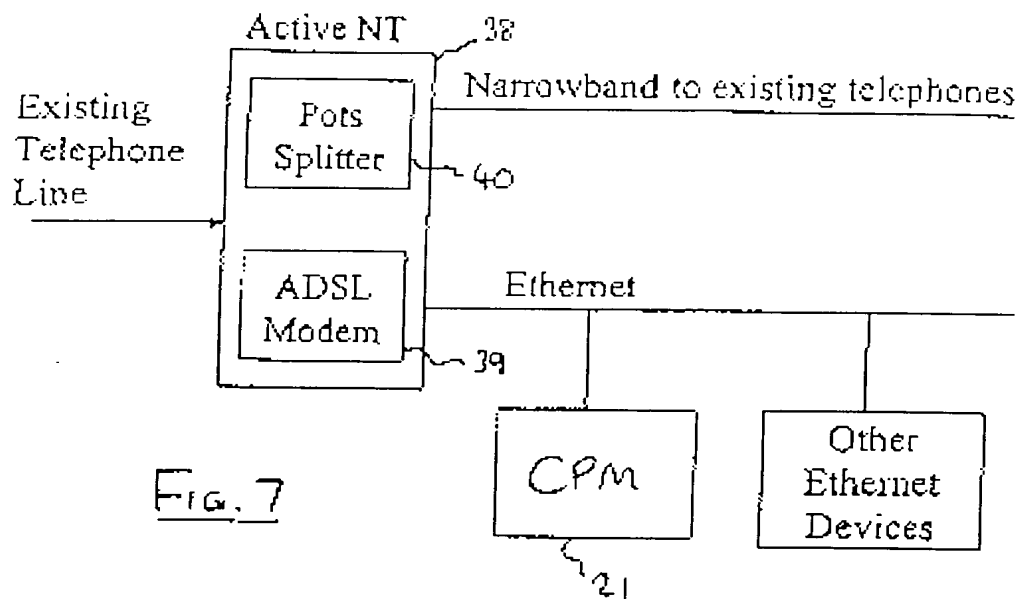 Active NT
38
Narrowband to existing telephones
Existing
Telephone
Line
Pots
Splitter
40
Ethernet
ADSL
Modem
39
CPM
21
Other
Ethernet
Devices
FIG. 7